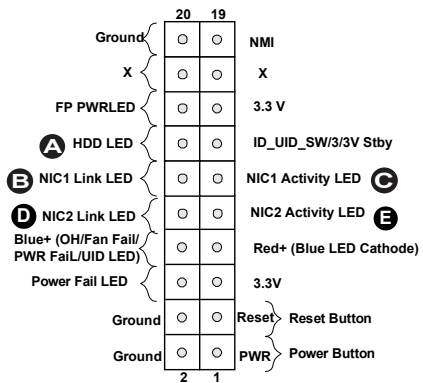 20 19
Ground NMI
X X
FP PWRLED 3.3 V
A HDD LED ID_UID_SW/3/3V Stby
B NIC1 Link LED NIC1 Activity LED C
D NIC2 Link LED NIC2 Activity LED E
Blue+ (OH/Fan Fail/
PWR FaiL/UID LED) Red+ (Blue LED Cathode)
Power Fail LED 3.3V
Ground Reset Reset Button
Ground PWR Power Button
2 1